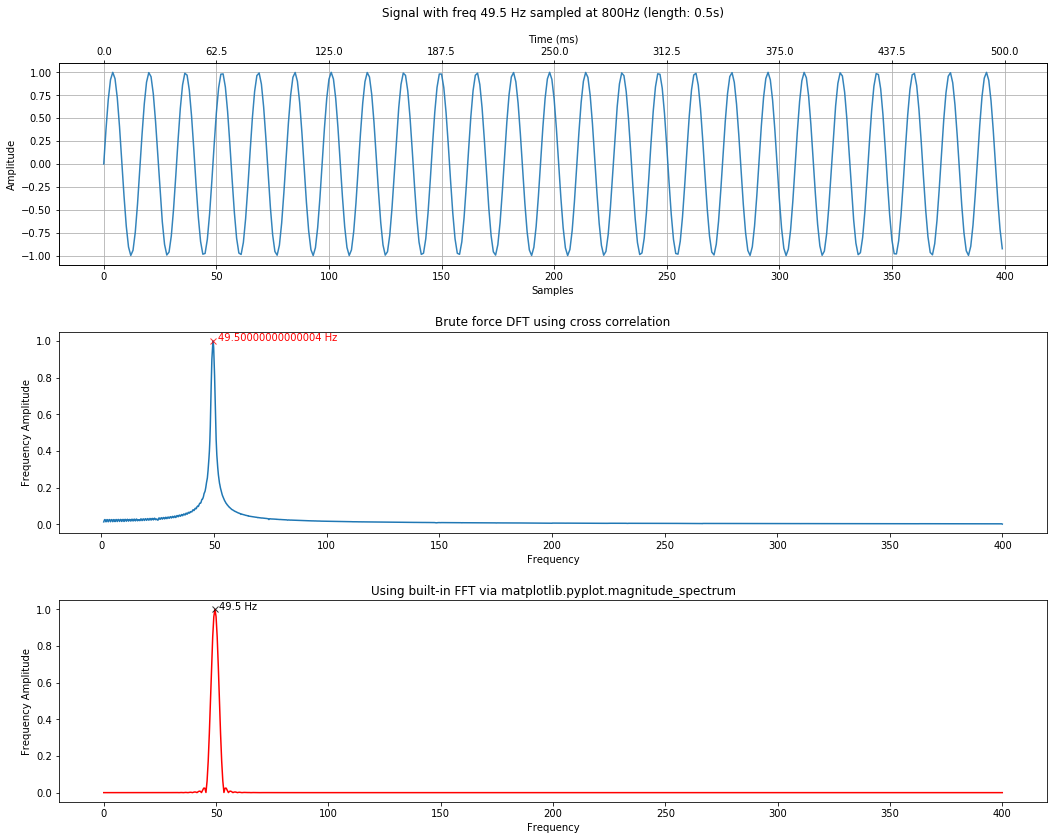 Signal with freq 49.5 Hz sampled at 800Hz (length: 0.5s)
Time (ms)
0.0 62.5 125.0 187.5 250.0 312.5 375.0 437.5 500.0
1.00
0.75
0.50
0.25
0.00
−0.25
−0.50
−0.75
−1.00
Amplitude
0 50 100 150 200 250 300 350 400
Samples
Brute force DFT using cross correlation
49.50000000000004 Hz
1.0
0.8
0.6
0.4
0.2
0.0
Frequency Amplitude
0 50 100 150 200 250 300 350 400
Frequency
Using built-in FFT via matplotlib.pyplot.magnitude_spectrum
49.5 Hz
1.0
0.8
0.6
0.4
0.2
0.0
Frequency Amplitude
0 50 100 150 200 250 300 350 400
Frequency